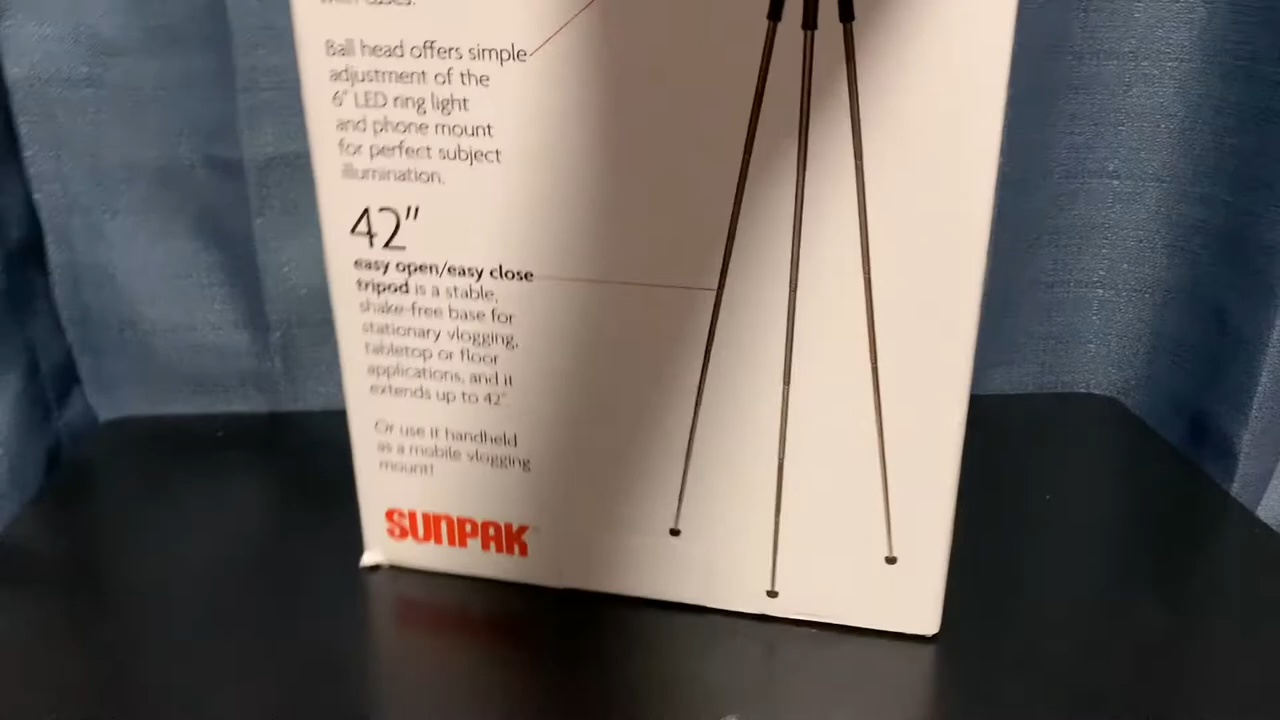 Ball head offers simple
adjustment of the
6" LED ring light
and phone mount
for perfect subject
illumination.
42"
easy open/easy close
tripod is a stable,
shake-free base for
stationary vlogging,
tabletop or floor
applications, and it
extends up to 42"
Or use it handheld
as a mobile vlogging
mount!
SUNPAK